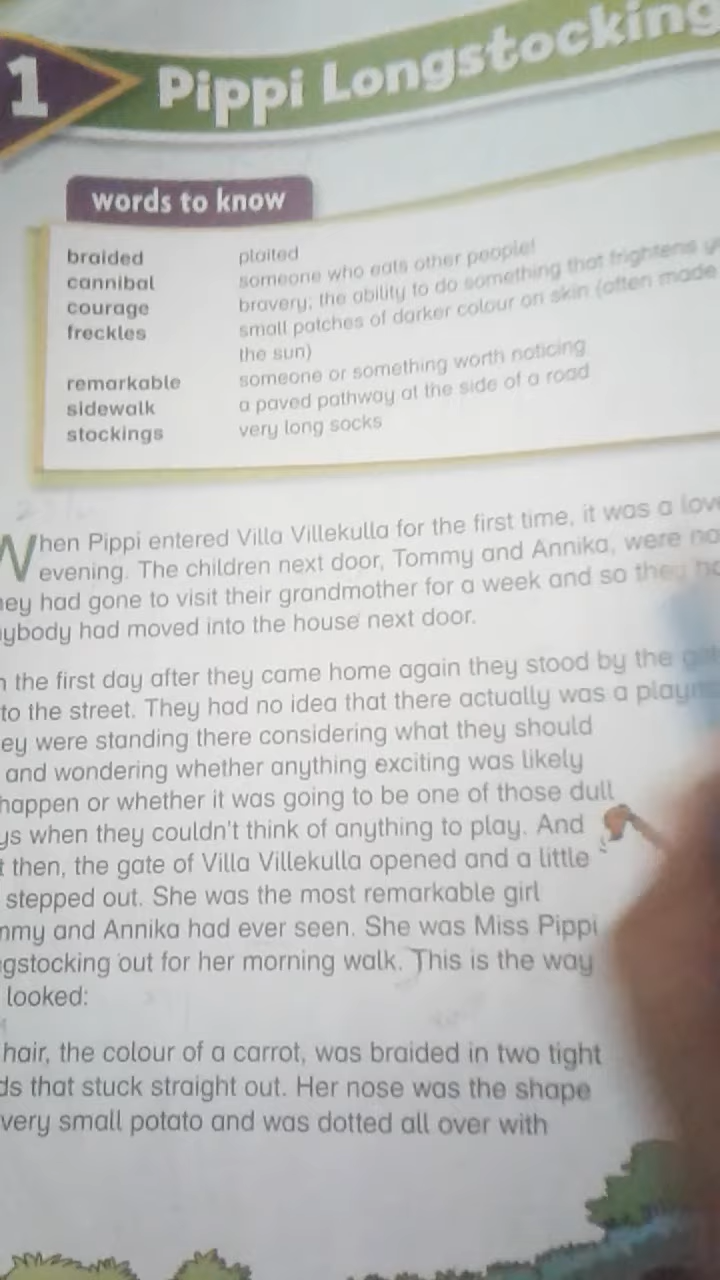 1
Pippi Longstocking
words to know
braided plaited
cannibal someone who eats other people!
courage bravery; the ability to do something that frightens
freckles small patches of darker colour on skin (often made
the sun)
remarkable someone or something worth noticing
sidewalk a paved pathway at the side of a road
stockings very long socks
When Pippi entered Villa Villekulla for the first time, it was a
evening. The children next door, Tommy and Annika, were
had gone to visit their grandmother for a week and so they
had moved into the house next door.
the first day after they came home again they stood by the
to the street. They had no idea that there actually was a
were standing there considering what they should
and wondering whether anything exciting was likely
happen or whether it was going to be one of those dull
when they couldn't think of anything to play. And
then, the gate of Villa Villekulla opened and a little
stepped out. She was the most remarkable girl
and Annika had ever seen. She was Miss Pippi
gstocking out for her morning walk. This is the way
looked:
hair, the colour of a carrot, was braided in two tight
that stuck straight out. Her nose was the shape
very small potato and was dotted all over with